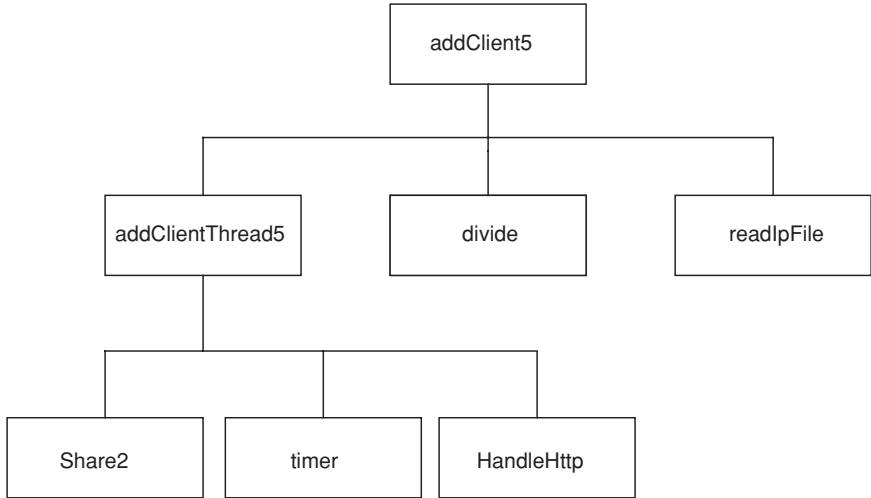 addClient5
addClientThread5
divide
readIpFile
Share2
timer
HandleHttp